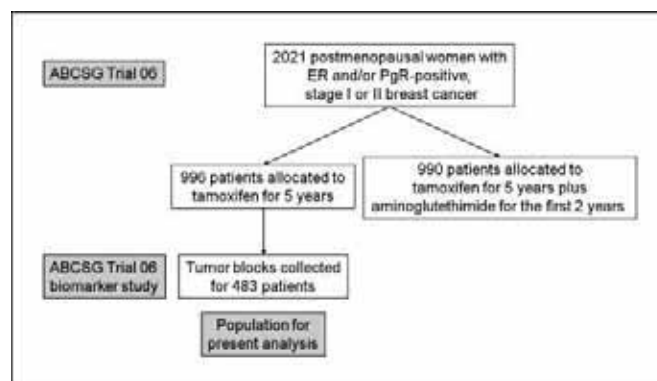 ABCSG Trial 06
2021 postmenopausal women with
ER and/or PgR-positive,
stage I or II breast cancer
996 patients allocated to
tamoxifen for 5 years
990 patients allocated to
tamoxifen for 5 years plus
aminoglutethimide for the first 2 years
ABCSG Trial 06
biomarker study
Tumor blocks collected
for 483 patients
Population for
present analysis